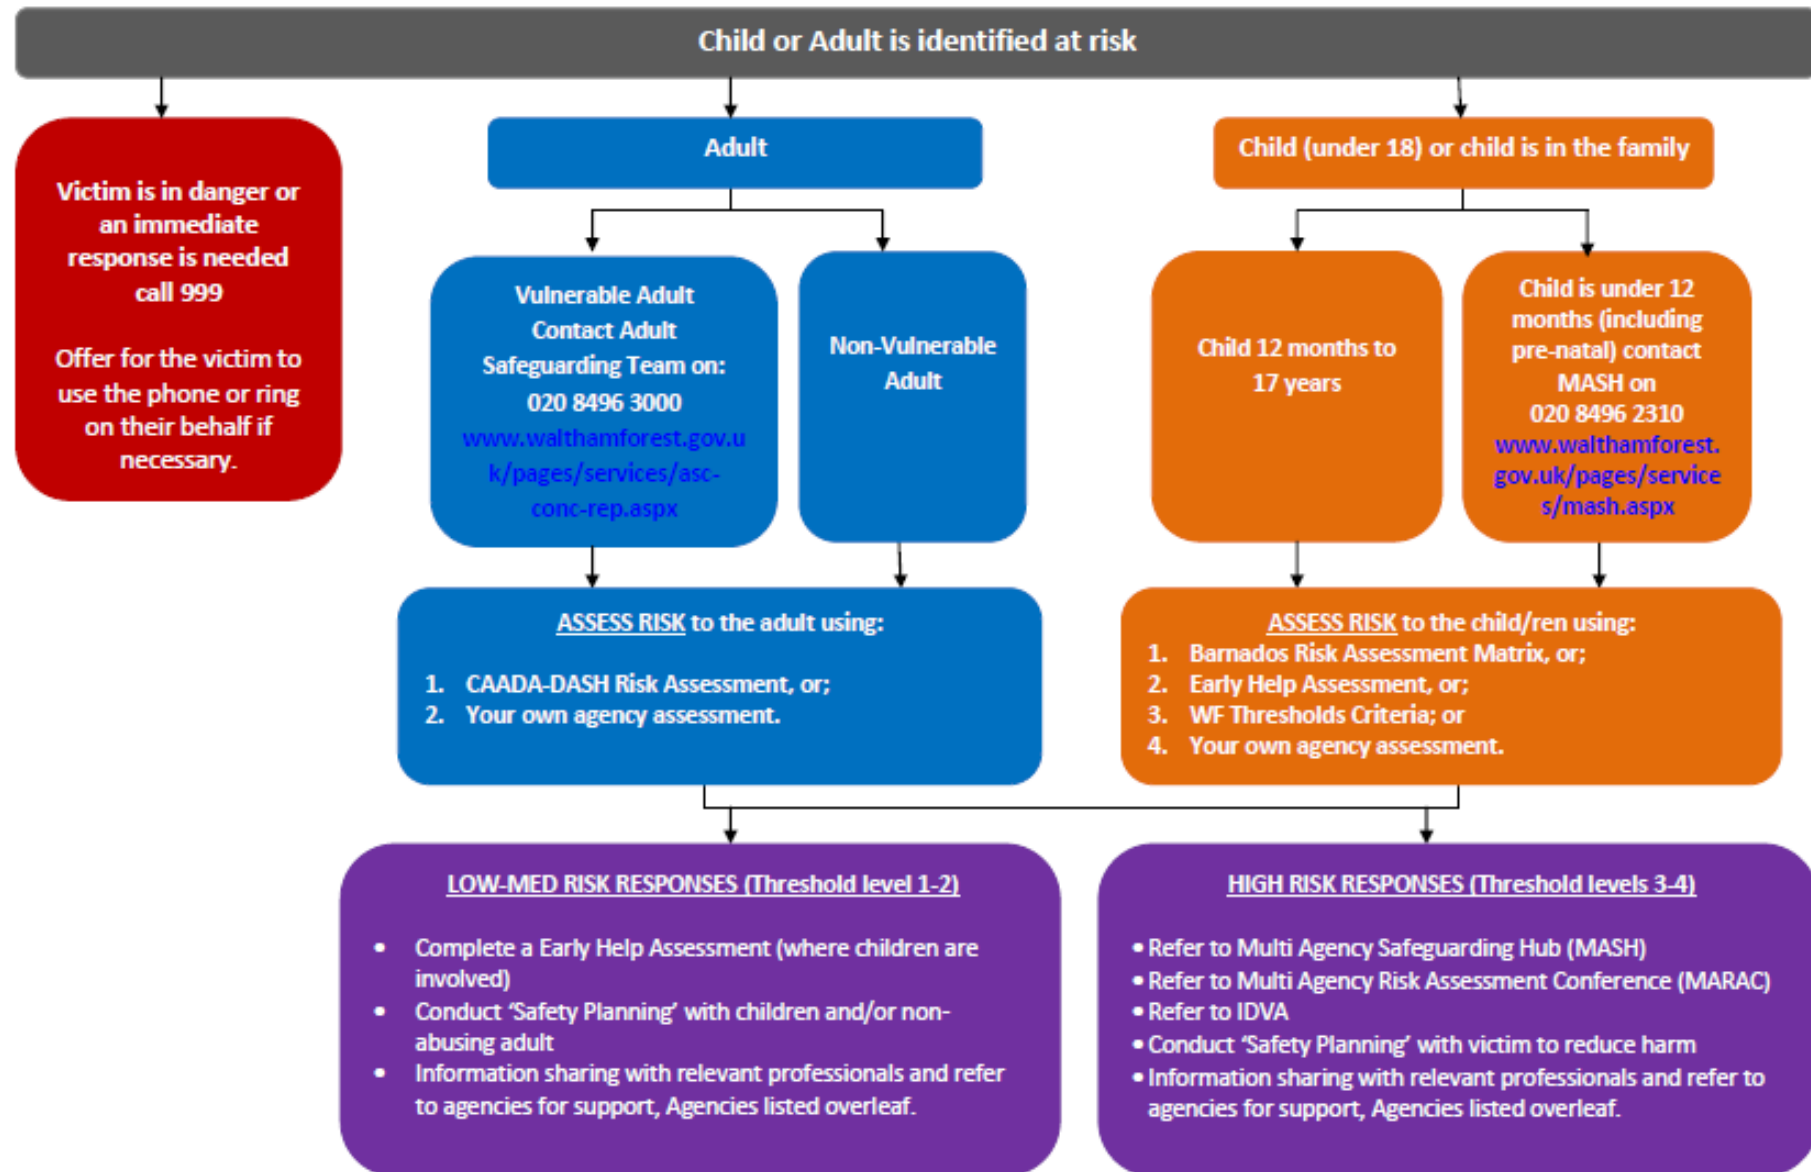 Child or Adult is identified at risk
Victim is in danger or
an immediate
response is needed
call 999
Offer for the victim to
use the phone or ring
on their behalf if
necessary.
Adult
Vulnerable Adult
Contact Adult
Safeguarding Team on:
020 8496 3000
www.walthamforest.gov.u
k/pages/services/asc-
conc-rep.aspx
Non-Vulnerable
Adult
ASSESS RISK to the adult using:
1. CAADA-DASH Risk Assessment, or;
2. Your own agency assessment.
Child (under 18) or child is in the family
Child 12 months to
17 years
Child is under 12
months (including
pre-natal) contact
MASH on
020 8496 2310
www.walthamforest.
gov.uk/pages/service
s/mash.aspx
ASSESS RISK to the child/ren using:
1. Barnados Risk Assessment Matrix, or;
2. Early Help Assessment, or;
3. WF Thresholds Criteria; or
4. Your own agency assessment.
LOW-MED RISK RESPONSES (Threshold level 1-2)
• Complete a Early Help Assessment (where children are
involved)
• Conduct ‘Safety Planning’ with children and/or non-
abusing adult
• Information sharing with relevant professionals and refer
to agencies for support, Agencies listed overleaf.
HIGH RISK RESPONSES (Threshold levels 3-4)
• Refer to Multi Agency Safeguarding Hub (MASH)
• Refer to Multi Agency Risk Assessment Conference (MARAC)
• Refer to IDVA
• Conduct ‘Safety Planning’ with victim to reduce harm
• Information sharing with relevant professionals and refer to
agencies for support, Agencies listed overleaf.